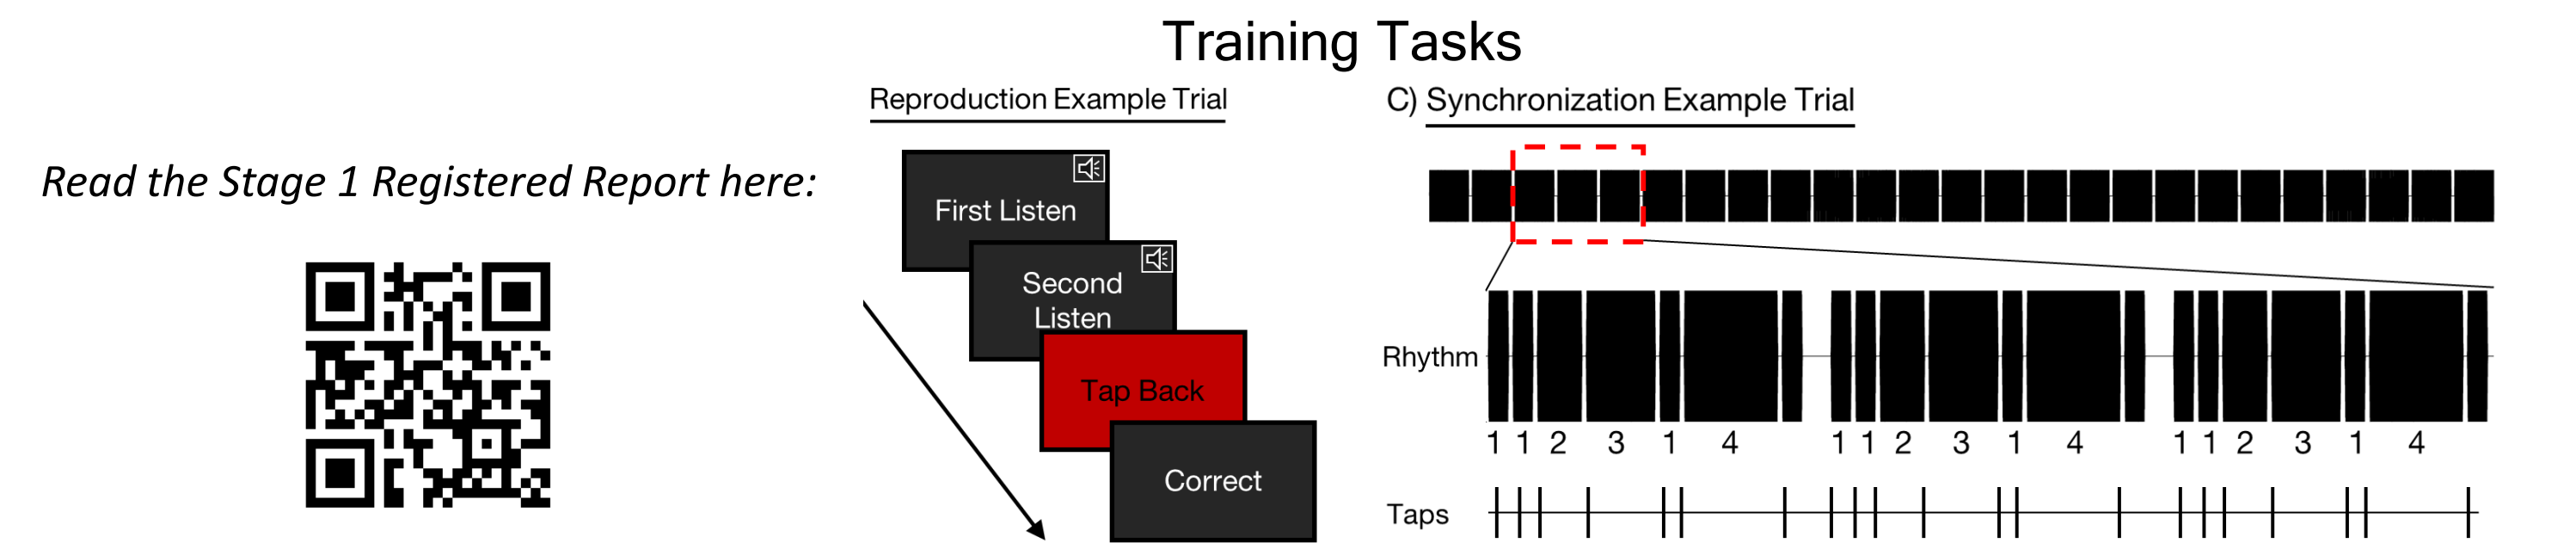 Training Tasks
Reproduction Example Trial
C) Synchronization Example Trial
Read the Stage 1 Registered Report here:
First Listen
Second
Listen
Tap Back
Correct
Rhythm
1 1 2 3 1 4 1 1 2 3 1 4 1 1 2 3 1 4
Taps